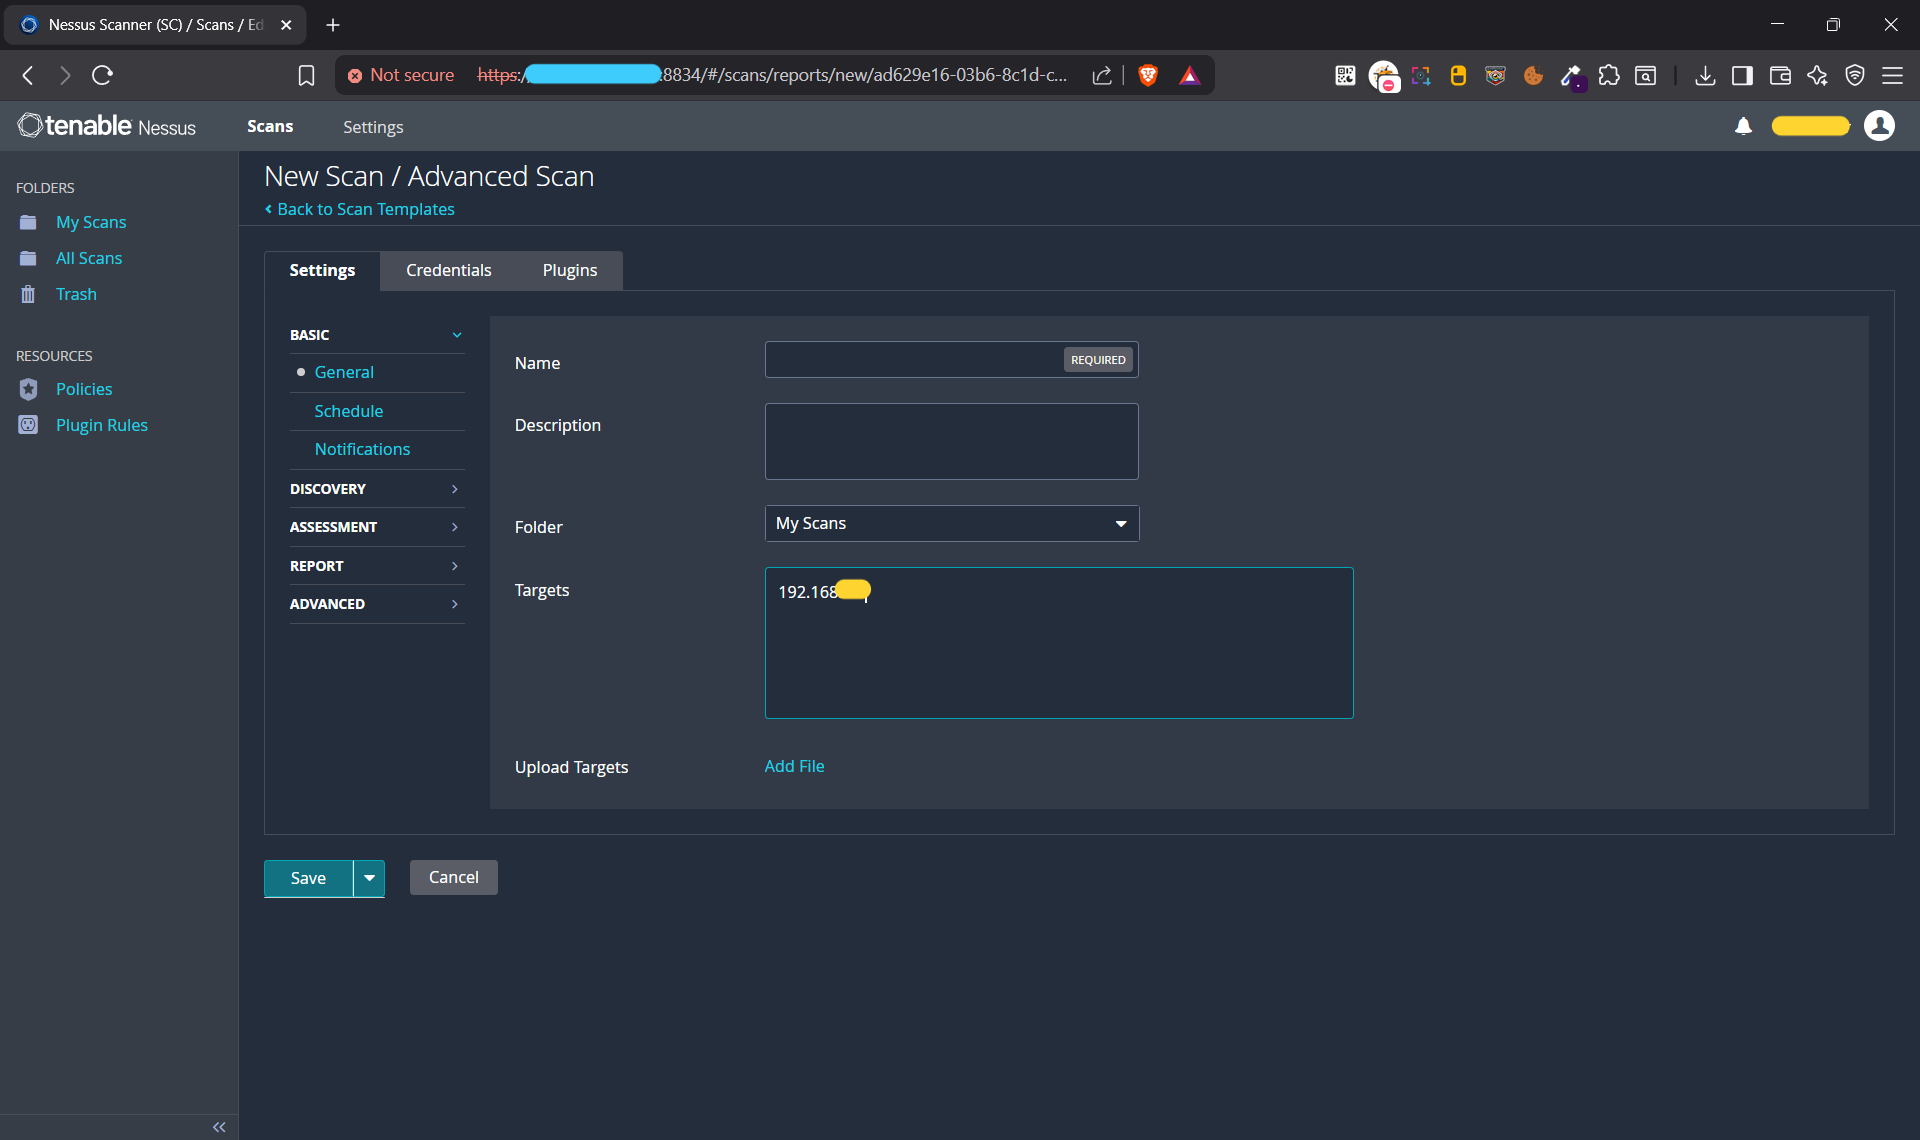 Nessus Scanner (SC) / Scans / Ed
Not secure https:/ :8834/#/scans/reports/new/ad629e16-03b6-8c1d-c...
tenable Nessus
Scans
Settings
FOLDERS
My Scans
All Scans
Trash
RESOURCES
Policies
Plugin Rules
New Scan / Advanced Scan
Back to Scan Templates
Settings
Credentials
Plugins
BASIC
General
Schedule
Notifications
DISCOVERY
ASSESSMENT
REPORT
ADVANCED
Name
REQUIRED
Description
Folder
My Scans
Targets
192.168
Upload Targets
Add File
Save
Cancel